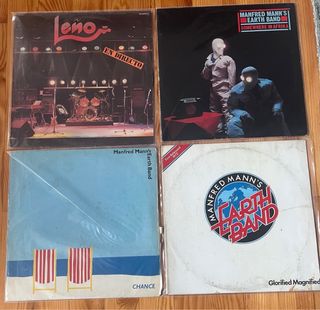 Leño
EN DIRECTO
MANFRED MANN'S
EARTH BAND
SOMEWHERE IN AFRIKA
Manfred Mann's
Earth Band
CHANCE
MANFRED MANN'S
EARTH
BAND
Glorified Magnified